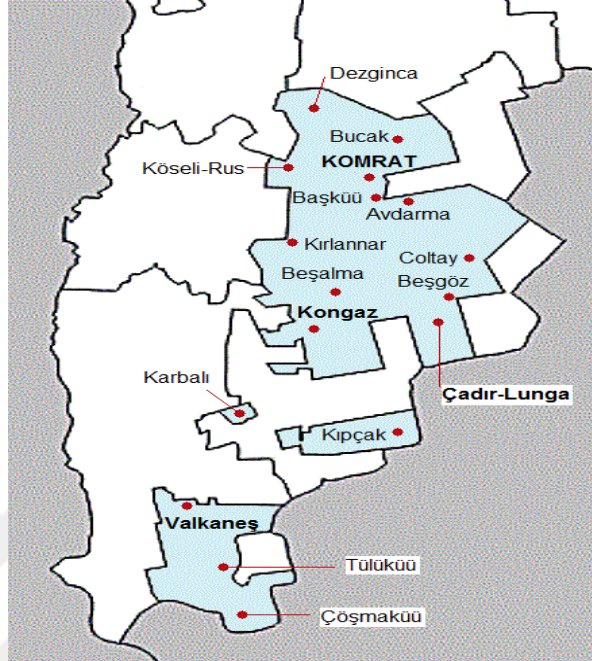 Dezginca
Bucak
KOMRAT
Köseli-Rus
Başküü
Avdarma
Kırlannar
Coltay
Beşalma
Beşgöz
Kongaz
Karbalı
Çadır-Lunga
Kıpçak
Valkaneş
Tülüküü
Çöşmaküü